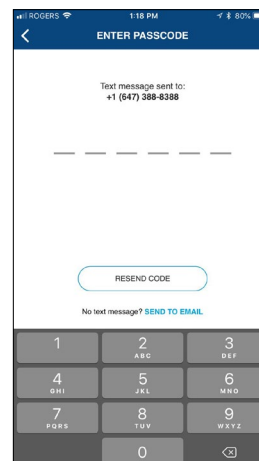 ROGERS 1:18 PM 80%
ENTER PASSCODE
Text message sent to:
+1 (647) 388-8388
RESEND CODE
No text message? SEND TO EMAIL
1 2 3
ABC DEF
4 5 6
GHI JKL MNO
7 8 9
PQRS TUV WXYZ
0